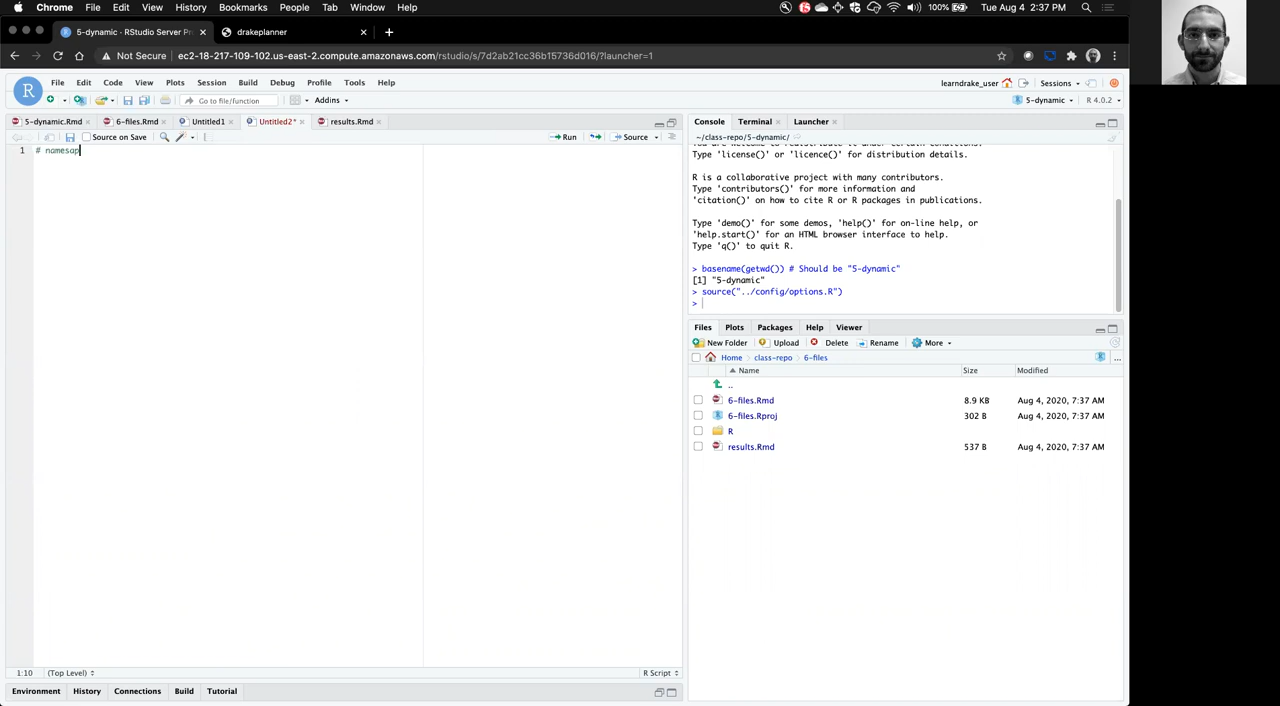 Chrome File Edit View History Bookmarks People Tab Window Help 100% Tue Aug 4 2:37 PM
5-dynamic - RStudio Server Pr drakeplanner
Not Secure ec2-18-217-109-102.us-east-2.compute.amazonaws.com/rstudio/s/7d2ab21cc36b15736d016/?launcher=1
File Edit Code View Plots Session Build Debug Profile Tools Help learndrake_user Sessions
Go to file/function Addins 5-dynamic R 4.0.2
5-dynamic.Rmd 6-files.Rmd Untitled1 Untitled2* results.Rmd
Source on Save Run Source
1 # namesap
1:10 (Top Level) R Script
Environment History Connections Build Tutorial
Console Terminal Launcher
~/class-repo/5-dynamic/
You are welcome to redistribute it under certain conditions.
Type 'license()' or 'licence()' for distribution details.
R is a collaborative project with many contributors.
Type 'contributors()' for more information and
'citation()' on how to cite R or R packages in publications.
Type 'demo()' for some demos, 'help()' for on-line help, or
'help.start()' for an HTML browser interface to help.
Type 'q()' to quit R.
> basename(getwd()) # Should be "5-dynamic"
[1] "5-dynamic"
> source("../config/options.R")
>
Files Plots Packages Help Viewer
New Folder Upload Delete Rename More
Home class-repo 6-files
Name Size Modified
..
6-files.Rmd 8.9 KB Aug 4, 2020, 7:37 AM
6-files.Rproj 302 B Aug 4, 2020, 7:37 AM
R
results.Rmd 537 B Aug 4, 2020, 7:37 AM